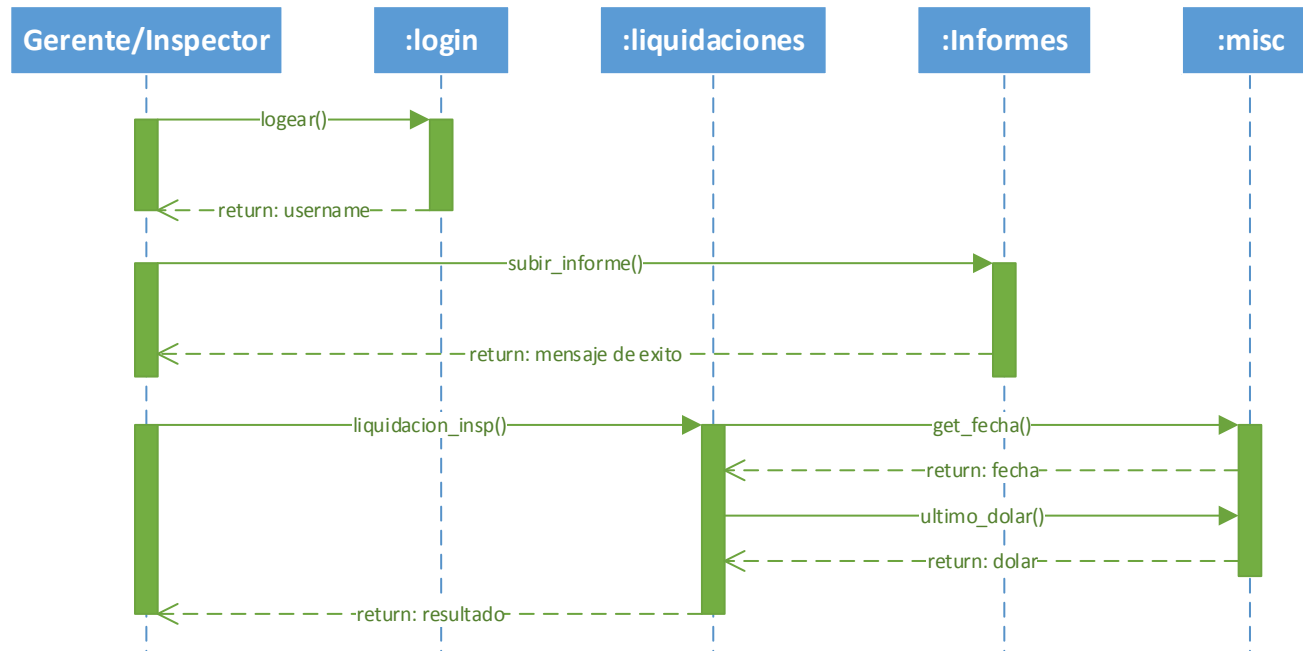 Gerente/Inspector
:login
:liquidaciones
:Informes
:misc
logear()
return: username
subir_informe()
return: mensaje de exito
liquidacion_insp()
get_fecha()
return: fecha
ultimo_dolar()
return: dolar
return: resultado